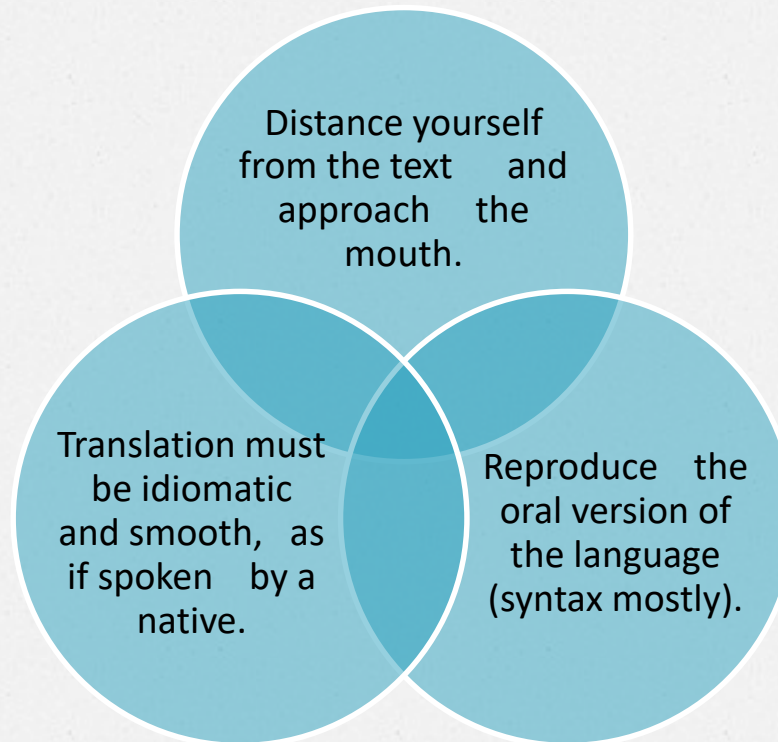 Distance yourself
from the text and
approach the
mouth.
Translation must
be idiomatic
and smooth, as
if spoken by a
native.
Reproduce the
oral version of
the language
(syntax mostly).